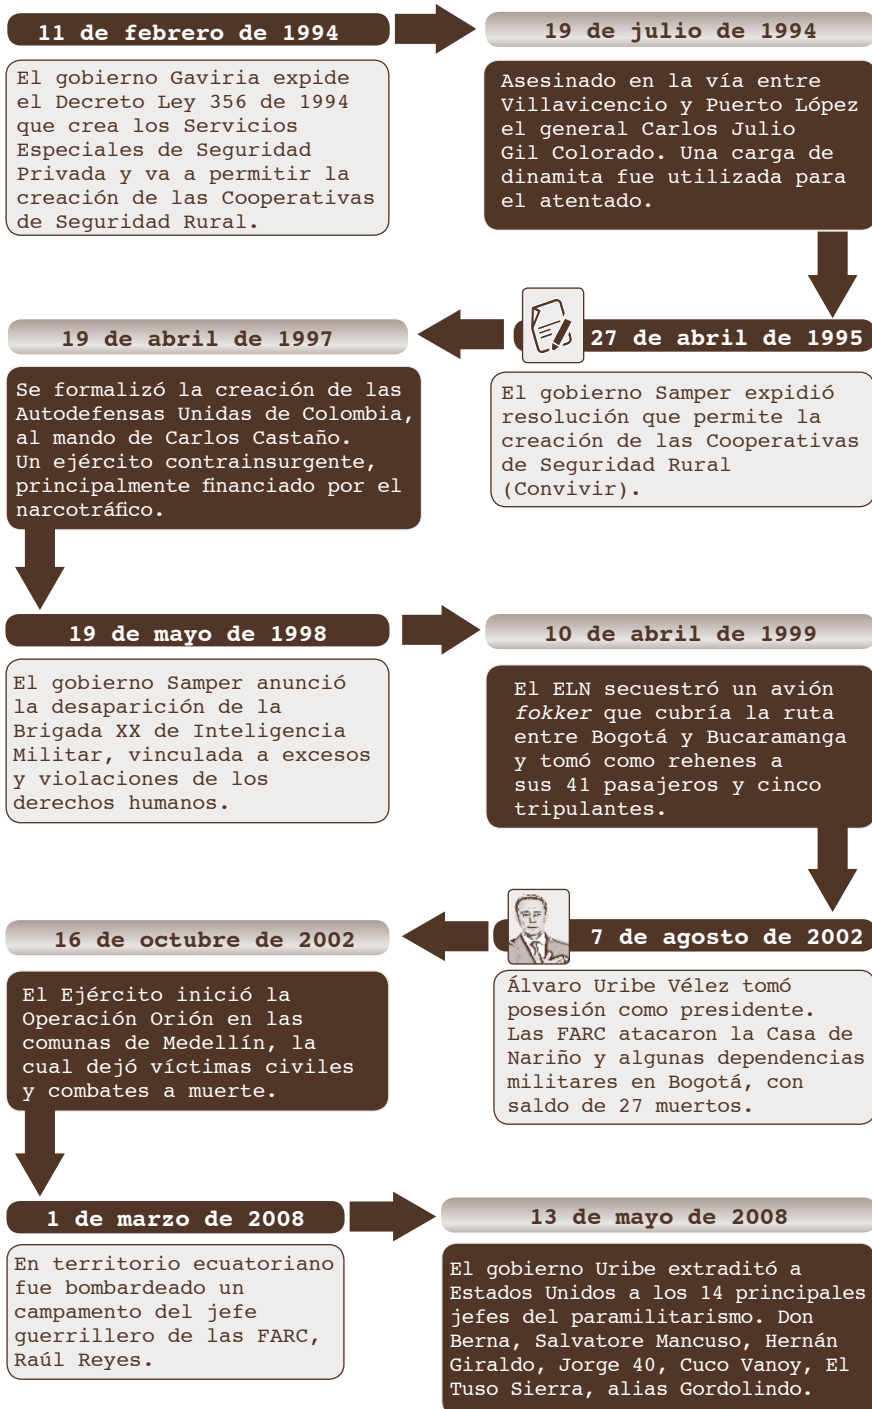 11 de febrero de 1994
El gobierno Gaviria expide
el Decreto Ley 356 de 1994
que crea los Servicios
Especiales de Seguridad
Privada y va a permitir la
creación de las Cooperativas
de Seguridad Rural.
19 de julio de 1994
Asesinado en la vía entre
Villavicencio y Puerto López
el general Carlos Julio
Gil Colorado. Una carga de
dinamita fue utilizada para
el atentado.
27 de abril de 1995
El gobierno Samper expidió
resolución que permite la
creación de las Cooperativas
de Seguridad Rural
(Convivir).
19 de abril de 1997
Se formalizó la creación de las
Autodefensas Unidas de Colombia,
al mando de Carlos Castaño.
Un ejército contrainsurgente,
principalmente financiado por el
narcotráfico.
19 de mayo de 1998
El gobierno Samper anunció
la desaparición de la
Brigada XX de Inteligencia
Militar, vinculada a excesos
y violaciones de los
derechos humanos.
10 de abril de 1999
El ELN secuestró un avión
fokker que cubría la ruta
entre Bogotá y Bucaramanga
y tomó como rehenes a
sus 41 pasajeros y cinco
tripulantes.
7 de agosto de 2002
Álvaro Uribe Vélez tomó
posesión como presidente.
Las FARC atacaron la Casa de
Nariño y algunas dependencias
militares en Bogotá, con
saldo de 27 muertos.
16 de octubre de 2002
El Ejército inició la
Operación Orión en las
comunas de Medellín, la
cual dejó víctimas civiles
y combates a muerte.
1 de marzo de 2008
En territorio ecuatoriano
fue bombardeado un
campamento del jefe
guerrillero de las FARC,
Raúl Reyes.
13 de mayo de 2008
El gobierno Uribe extraditó a
Estados Unidos a los 14 principales
jefes del paramilitarismo. Don
Berna, Salvatore Mancuso, Hernán
Giraldo, Jorge 40, Cuco Vanoy, El
Tuso Sierra, alias Gordolindo.